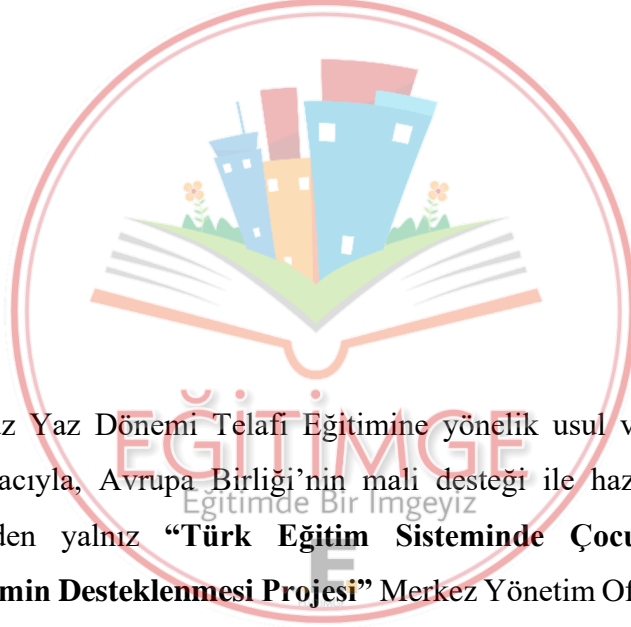 z Yaz Dönemi Telafi Eğitimine yönelik usul v
EĞİTİMGE
acıyla, Avrupa Birliği’nin mali desteği ile haz
Eğitimde Bir İmgeyiz
den yalnız “Türk Eğitim Sisteminde Çocu
E
min Desteklenmesi Projesi” Merkez Yönetim Of